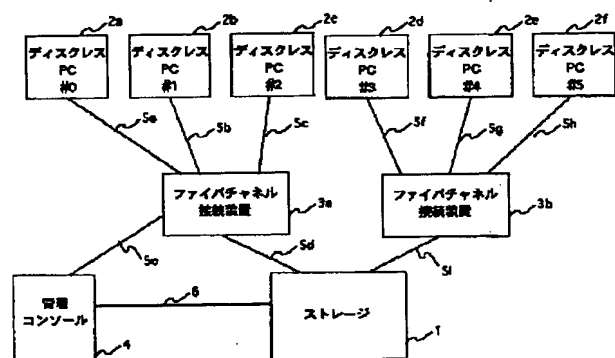 2a
2b
2c
2d
2e
2f
ディスクレス
PC
#0
ディスクレス
PC
#1
ディスクレス
PC
#2
ディスクレス
PC
#3
ディスクレス
PC
#4
ディスクレス
PC
#5
5a
5b
5c
5f
5g
5h
ファイバチャネル
接続装置
3a
ファイバチャネル
接続装置
3b
5d
5i
6
管理
コンソール
4
ストレージ
1